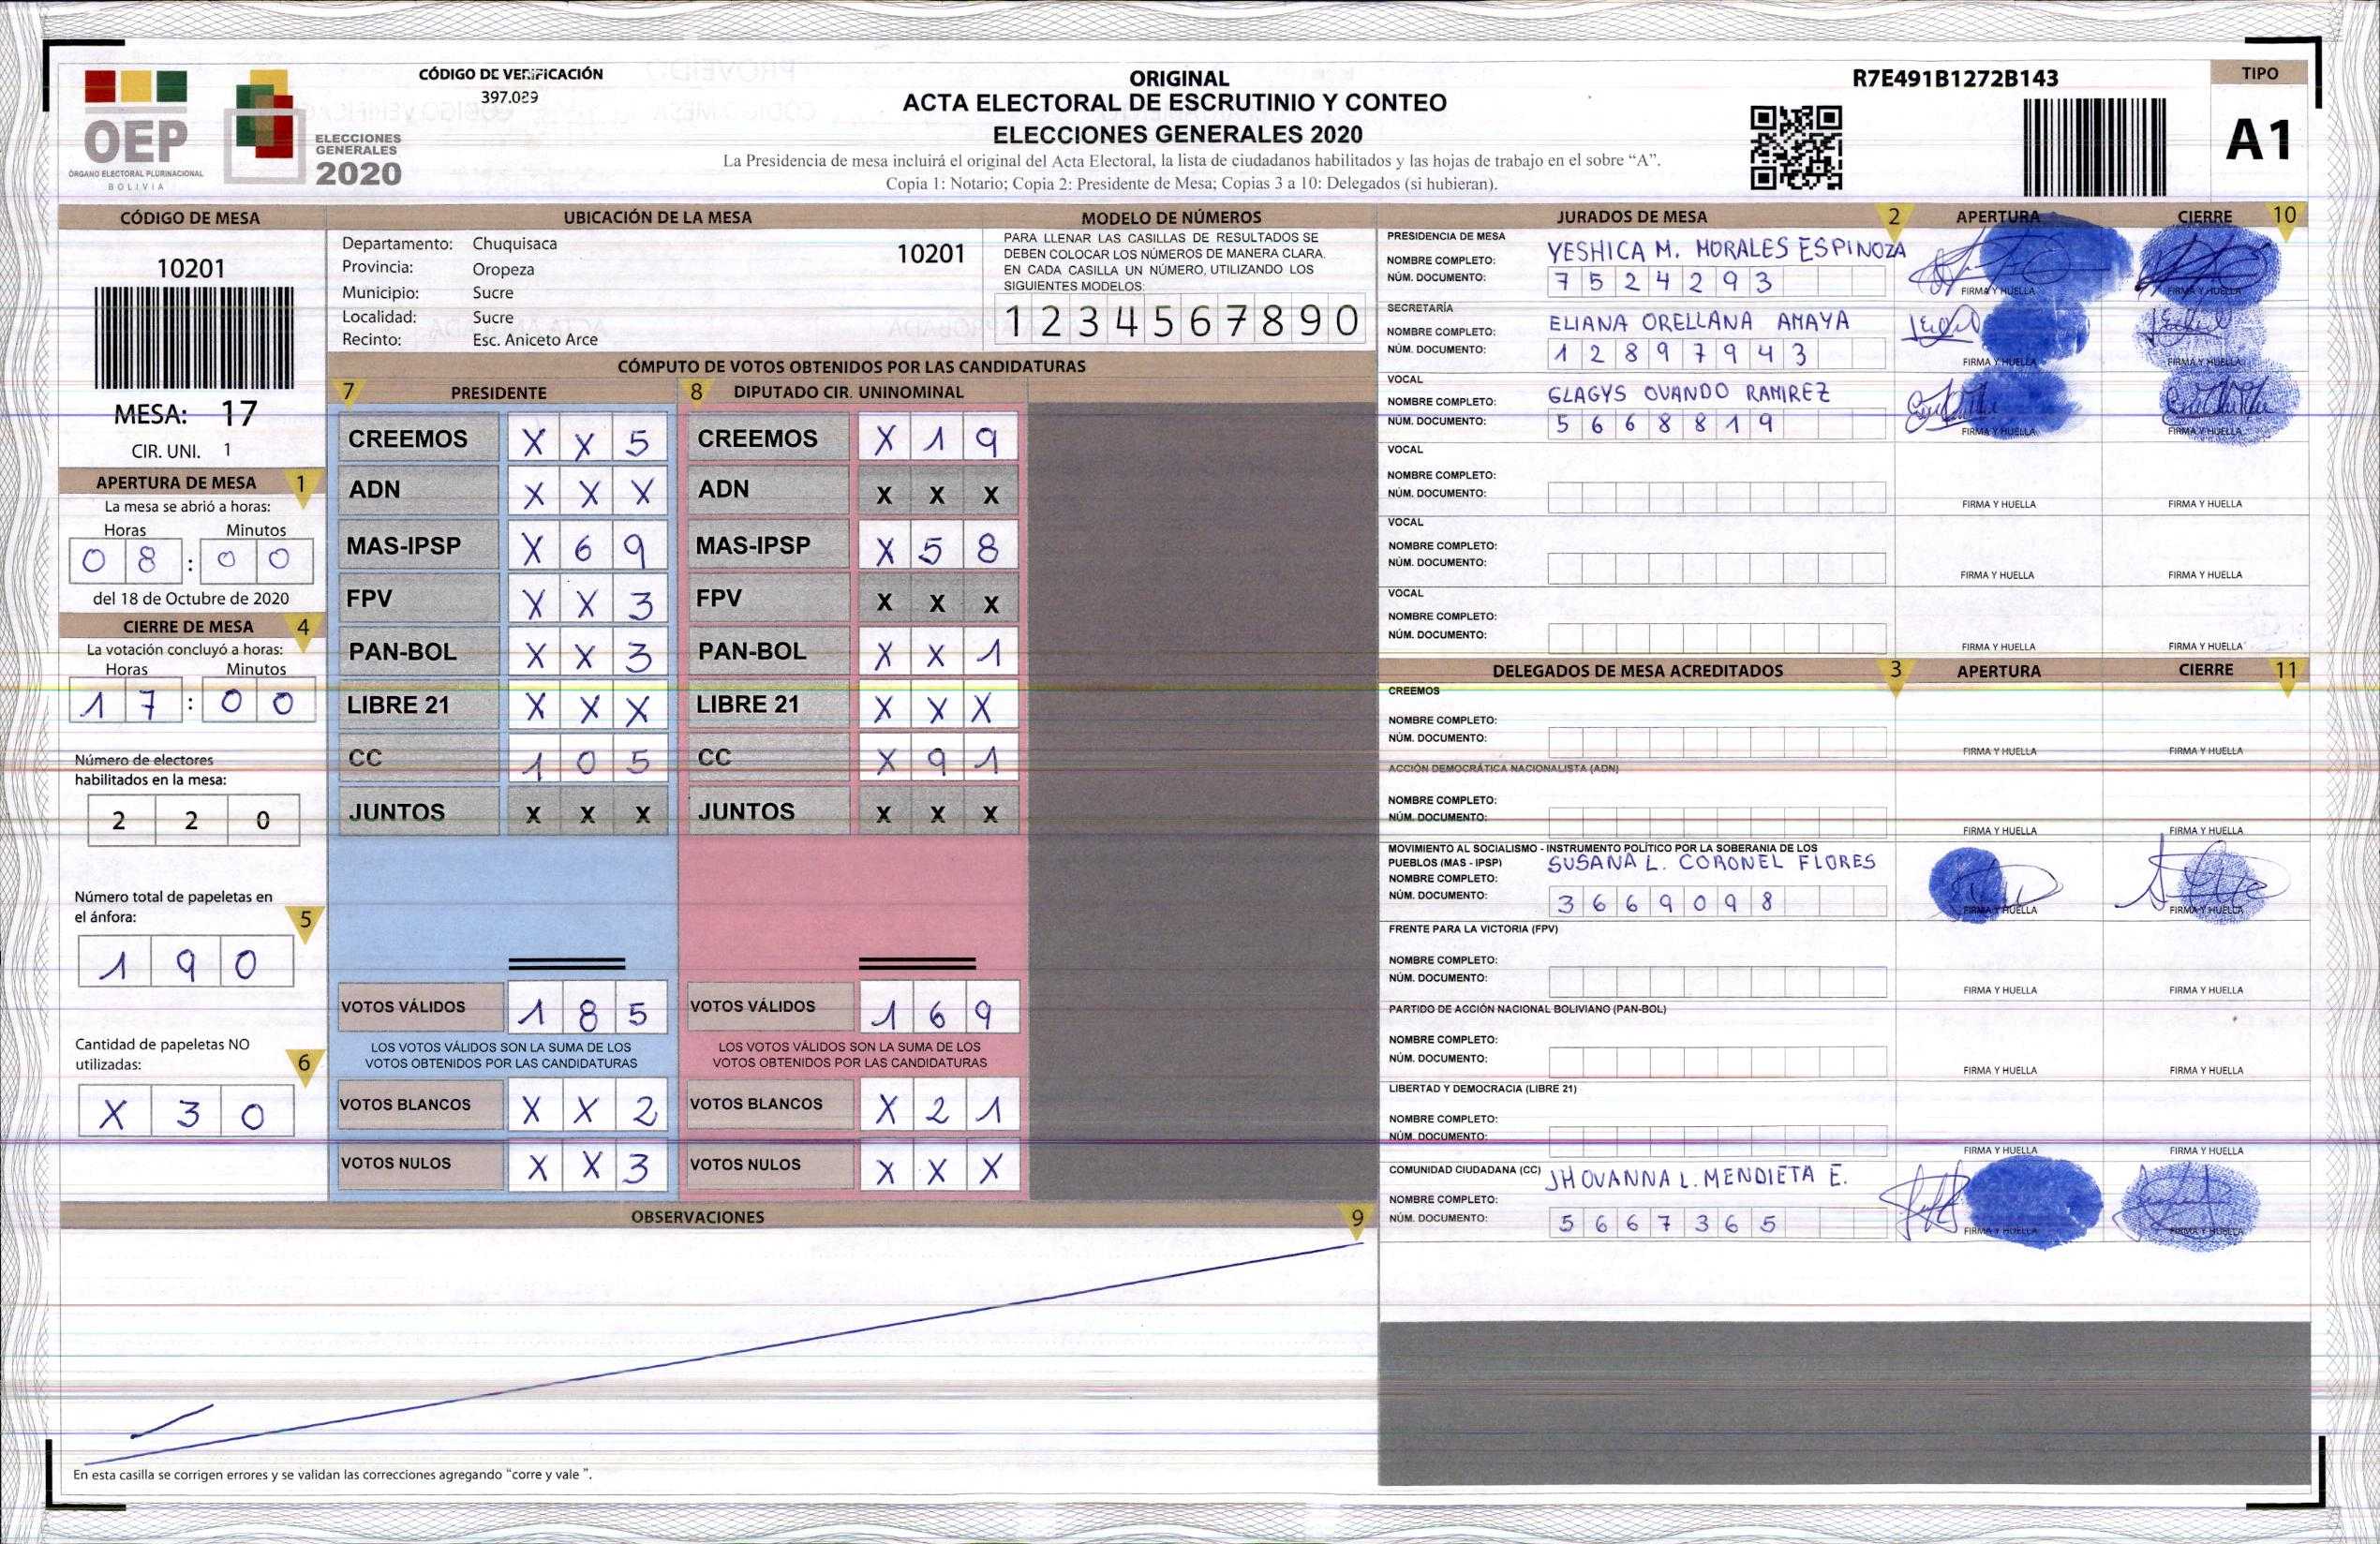 OEP
ÓRGANO ELECTORAL PLURINACIONAL
BOLIVIA
ELECCIONES
GENERALES
2020
CÓDIGO DE VERIFICACIÓN
397.029
ORIGINAL
ACTA ELECTORAL DE ESCRUTINIO Y CONTEO
ELECCIONES GENERALES 2020
La Presidencia de mesa incluirá el original del Acta Electoral, la lista de ciudadanos habilitados y las hojas de trabajo en el sobre “A”.
Copia 1: Notario; Copia 2: Presidente de Mesa; Copias 3 a 10: Delegados (si hubieran).
R7E491B1272B143
TIPO
A1
CÓDIGO DE MESA
10201
MESA: 17
CIR. UNI. 1
APERTURA DE MESA 1
La mesa se abrió a horas:
Horas Minutos
0 8 : 0 0
del 18 de Octubre de 2020
CIERRE DE MESA 4
La votación concluyó a horas:
Horas Minutos
1 7 : 0 0
Número de electores
habilitados en la mesa:
2 2 0
Número total de papeletas en
el ánfora: 5
1 9 0
Cantidad de papeletas NO
utilizadas: 6
X 3 0
UBICACIÓN DE LA MESA
Departamento: Chuquisaca 10201
Provincia: Oropeza
Municipio: Sucre
Localidad: Sucre
Recinto: Esc. Aniceto Arce
MODELO DE NÚMEROS
PARA LLENAR LAS CASILLAS DE RESULTADOS SE
DEBEN COLOCAR LOS NÚMEROS DE MANERA CLARA.
EN CADA CASILLA UN NÚMERO, UTILIZANDO LOS
SIGUIENTES MODELOS:
1 2 3 4 5 6 7 8 9 0
CÓMPUTO DE VOTOS OBTENIDOS POR LAS CANDIDATURAS
7 PRESIDENTE 8 DIPUTADO CIR. UNINOMINAL
CREEMOS X X 5 CREEMOS X 1 9
ADN X X X ADN X X X
MAS-IPSP X 6 9 MAS-IPSP X 5 8
FPV X X 3 FPV X X X
PAN-BOL X X 3 PAN-BOL X X 1
LIBRE 21 X X X LIBRE 21 X X X
CC 1 0 5 CC X 9 1
JUNTOS X X X JUNTOS X X X
VOTOS VÁLIDOS 1 8 5 VOTOS VÁLIDOS 1 6 9
LOS VOTOS VÁLIDOS SON LA SUMA DE LOS LOS VOTOS VÁLIDOS SON LA SUMA DE LOS
VOTOS OBTENIDOS POR LAS CANDIDATURAS VOTOS OBTENIDOS POR LAS CANDIDATURAS
VOTOS BLANCOS X X 2 VOTOS BLANCOS X 2 1
VOTOS NULOS X X 3 VOTOS NULOS X X X
OBSERVACIONES 9
En esta casilla se corrigen errores y se validan las correcciones agregando “corre y vale ”.
JURADOS DE MESA 2 APERTURA CIERRE 10
PRESIDENCIA DE MESA
NOMBRE COMPLETO: YESHICA M. MORALES ESPINOZA
NÚM. DOCUMENTO: 7 5 2 4 2 9 3 FIRMA Y HUELLA FIRMA Y HUELLA
SECRETARÍA
NOMBRE COMPLETO: ELIANA ORELLANA AMAYA
NÚM. DOCUMENTO: 1 2 8 9 7 9 4 3 FIRMA Y HUELLA FIRMA Y HUELLA
VOCAL
NOMBRE COMPLETO: GLAGYS OVANDO RAMIREZ
NÚM. DOCUMENTO: 5 6 6 8 8 1 9 FIRMA Y HUELLA FIRMA Y HUELLA
VOCAL
NOMBRE COMPLETO:
NÚM. DOCUMENTO: FIRMA Y HUELLA FIRMA Y HUELLA
VOCAL
NOMBRE COMPLETO:
NÚM. DOCUMENTO: FIRMA Y HUELLA FIRMA Y HUELLA
VOCAL
NOMBRE COMPLETO:
NÚM. DOCUMENTO: FIRMA Y HUELLA FIRMA Y HUELLA
DELEGADOS DE MESA ACREDITADOS 3 APERTURA CIERRE 11
CREEMOS
NOMBRE COMPLETO:
NÚM. DOCUMENTO: FIRMA Y HUELLA FIRMA Y HUELLA
ACCIÓN DEMOCRÁTICA NACIONALISTA (ADN)
NOMBRE COMPLETO:
NÚM. DOCUMENTO: FIRMA Y HUELLA FIRMA Y HUELLA
MOVIMIENTO AL SOCIALISMO - INSTRUMENTO POLÍTICO POR LA SOBERANIA DE LOS
PUEBLOS (MAS - IPSP) SUSANA L. CORONEL FLORES
NOMBRE COMPLETO:
NÚM. DOCUMENTO: 3 6 6 9 0 9 8 FIRMA Y HUELLA FIRMA Y HUELLA
FRENTE PARA LA VICTORIA (FPV)
NOMBRE COMPLETO:
NÚM. DOCUMENTO: FIRMA Y HUELLA FIRMA Y HUELLA
PARTIDO DE ACCIÓN NACIONAL BOLIVIANO (PAN-BOL)
NOMBRE COMPLETO:
NÚM. DOCUMENTO: FIRMA Y HUELLA FIRMA Y HUELLA
LIBERTAD Y DEMOCRACIA (LIBRE 21)
NOMBRE COMPLETO:
NÚM. DOCUMENTO: FIRMA Y HUELLA FIRMA Y HUELLA
COMUNIDAD CIUDADANA (CC) JHOVANNA L. MENDIETA E.
NOMBRE COMPLETO:
NÚM. DOCUMENTO: 5 6 6 7 3 6 5 FIRMA Y HUELLA FIRMA Y HUELLA